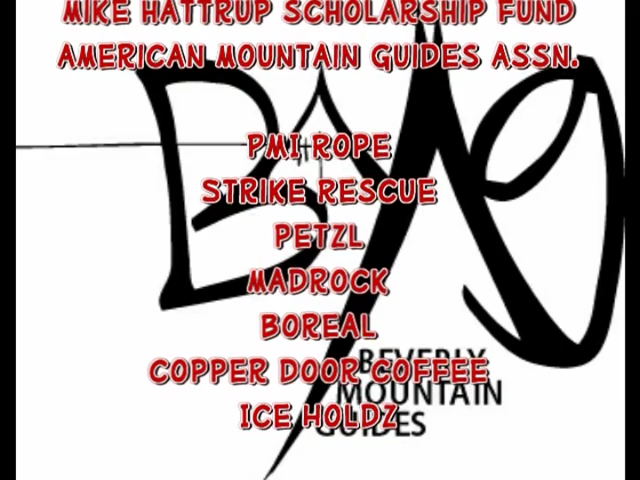 MIKE HATTRUP SCHOLARSHIP FUND
AMERICAN MOUNTAIN GUIDES ASSN.
PMI ROPE
STRIKE RESCUE
PETZL
MADROCK
BOREAL
COPPER DOOR COFFEE
ICE HOLDZ
BMG
BEVERLY
MOUNTAIN
GUIDES